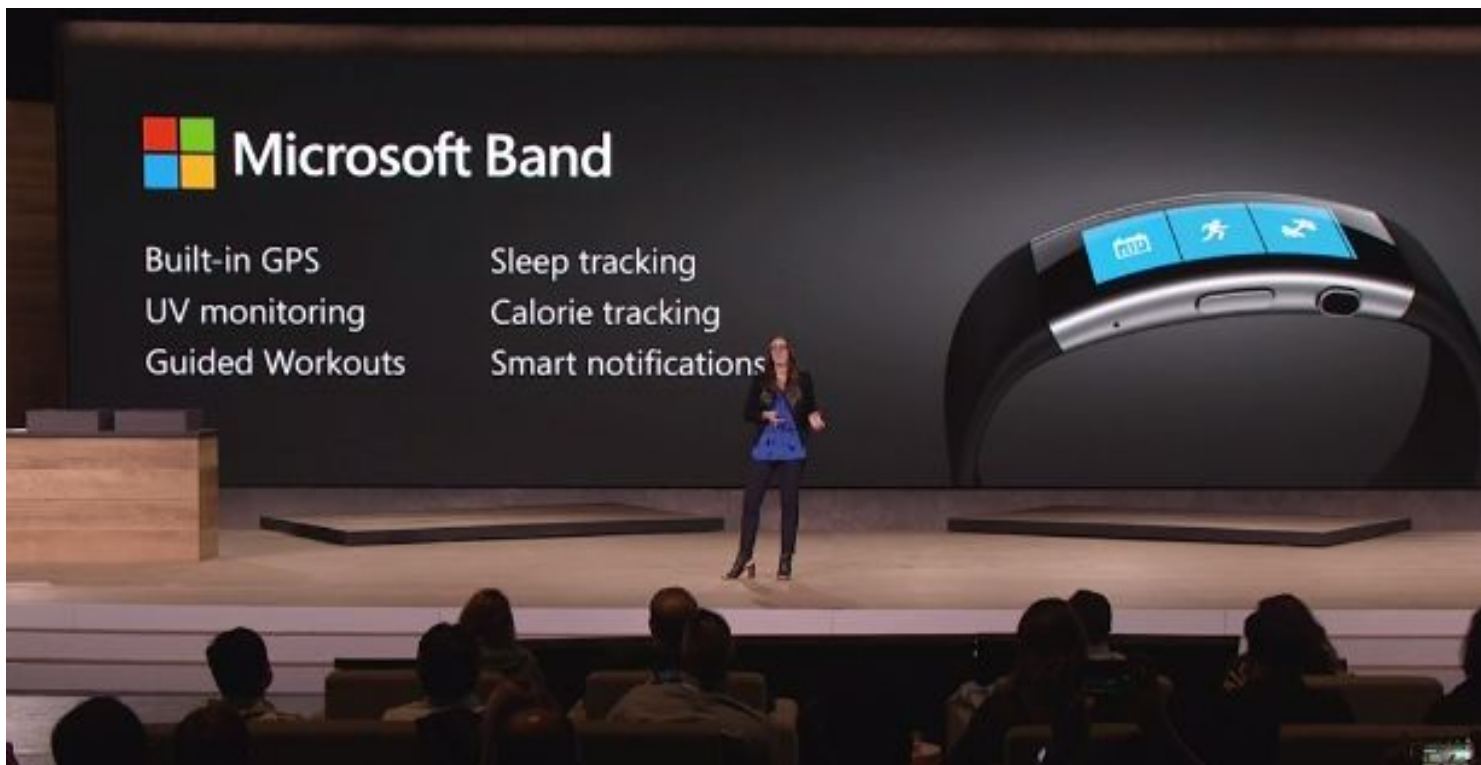 Microsoft Band
Built-in GPS
UV monitoring
Guided Workouts
Sleep tracking
Calorie tracking
Smart notifications